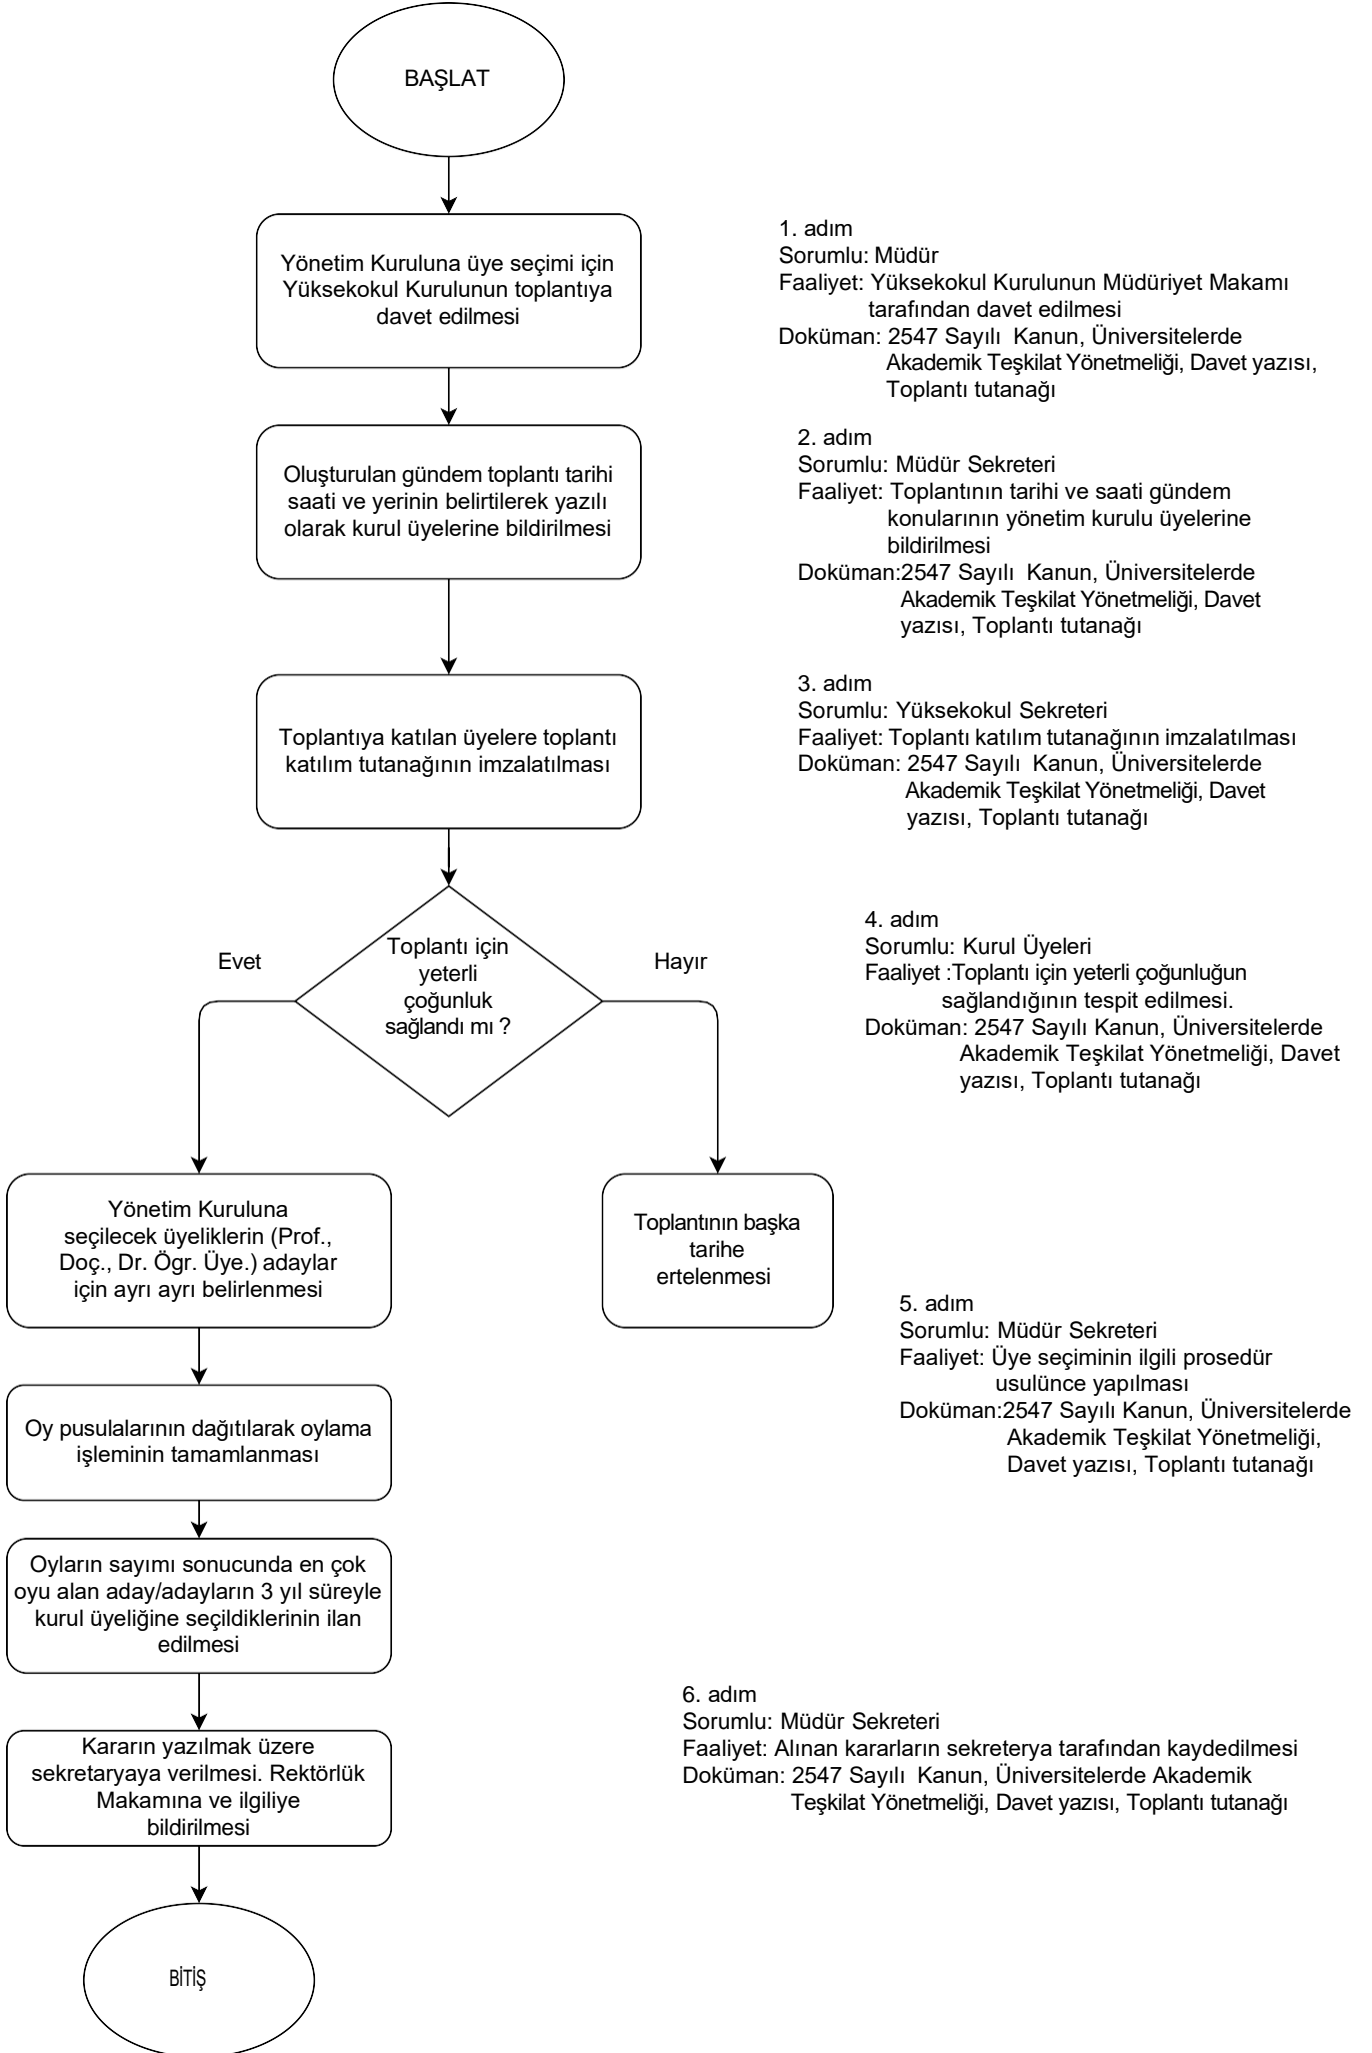 BAŞLAT
Yönetim Kuruluna üye seçimi için
Yüksekokul Kurulunun toplantıya
davet edilmesi
1. adım
Sorumlu: Müdür
Faaliyet: Yüksekokul Kurulunun Müdüriyet Makamı
tarafından davet edilmesi
Doküman: 2547 Sayılı Kanun, Üniversitelerde
Akademik Teşkilat Yönetmeliği, Davet yazısı,
Toplantı tutanağı
Oluşturulan gündem toplantı tarihi
saati ve yerinin belirtilerek yazılı
olarak kurul üyelerine bildirilmesi
2. adım
Sorumlu: Müdür Sekreteri
Faaliyet: Toplantının tarihi ve saati gündem
konularının yönetim kurulu üyelerine
bildirilmesi
Doküman:2547 Sayılı Kanun, Üniversitelerde
Akademik Teşkilat Yönetmeliği, Davet
yazısı, Toplantı tutanağı
Toplantıya katılan üyelere toplantı
katılım tutanağının imzalatılması
3. adım
Sorumlu: Yüksekokul Sekreteri
Faaliyet: Toplantı katılım tutanağının imzalatılması
Doküman: 2547 Sayılı Kanun, Üniversitelerde
Akademik Teşkilat Yönetmeliği, Davet
yazısı, Toplantı tutanağı
Toplantı için
yeterli
çoğunluk
sağlandı mı ?
Evet
Hayır
4. adım
Sorumlu: Kurul Üyeleri
Faaliyet :Toplantı için yeterli çoğunluğun
sağlandığının tespit edilmesi.
Doküman: 2547 Sayılı Kanun, Üniversitelerde
Akademik Teşkilat Yönetmeliği, Davet
yazısı, Toplantı tutanağı
Yönetim Kuruluna
seçilecek üyeliklerin (Prof.,
Doç., Dr. Ögr. Üye.) adaylar
için ayrı ayrı belirlenmesi
Toplantının başka
tarihe
ertelenmesi
5. adım
Sorumlu: Müdür Sekreteri
Faaliyet: Üye seçiminin ilgili prosedür
usulünce yapılması
Doküman:2547 Sayılı Kanun, Üniversitelerde
Akademik Teşkilat Yönetmeliği,
Davet yazısı, Toplantı tutanağı
Oy pusulalarının dağıtılarak oylama
işleminin tamamlanması
Oyların sayımı sonucunda en çok
oyu alan aday/adayların 3 yıl süreyle
kurul üyeliğine seçildiklerinin ilan
edilmesi
Kararın yazılmak üzere
sekretaryaya verilmesi. Rektörlük
Makamına ve ilgiliye
bildirilmesi
6. adım
Sorumlu: Müdür Sekreteri
Faaliyet: Alınan kararların sekreterya tarafından kaydedilmesi
Doküman: 2547 Sayılı Kanun, Üniversitelerde Akademik
Teşkilat Yönetmeliği, Davet yazısı, Toplantı tutanağı
BİTİŞ